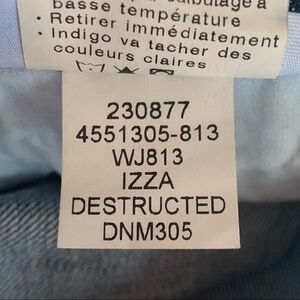 basse température
• Retirer immédiatement
• Indigo va tacher des
couleurs claires
230877
4551305-813
WJ813
IZZA
DESTRUCTED
DNM305